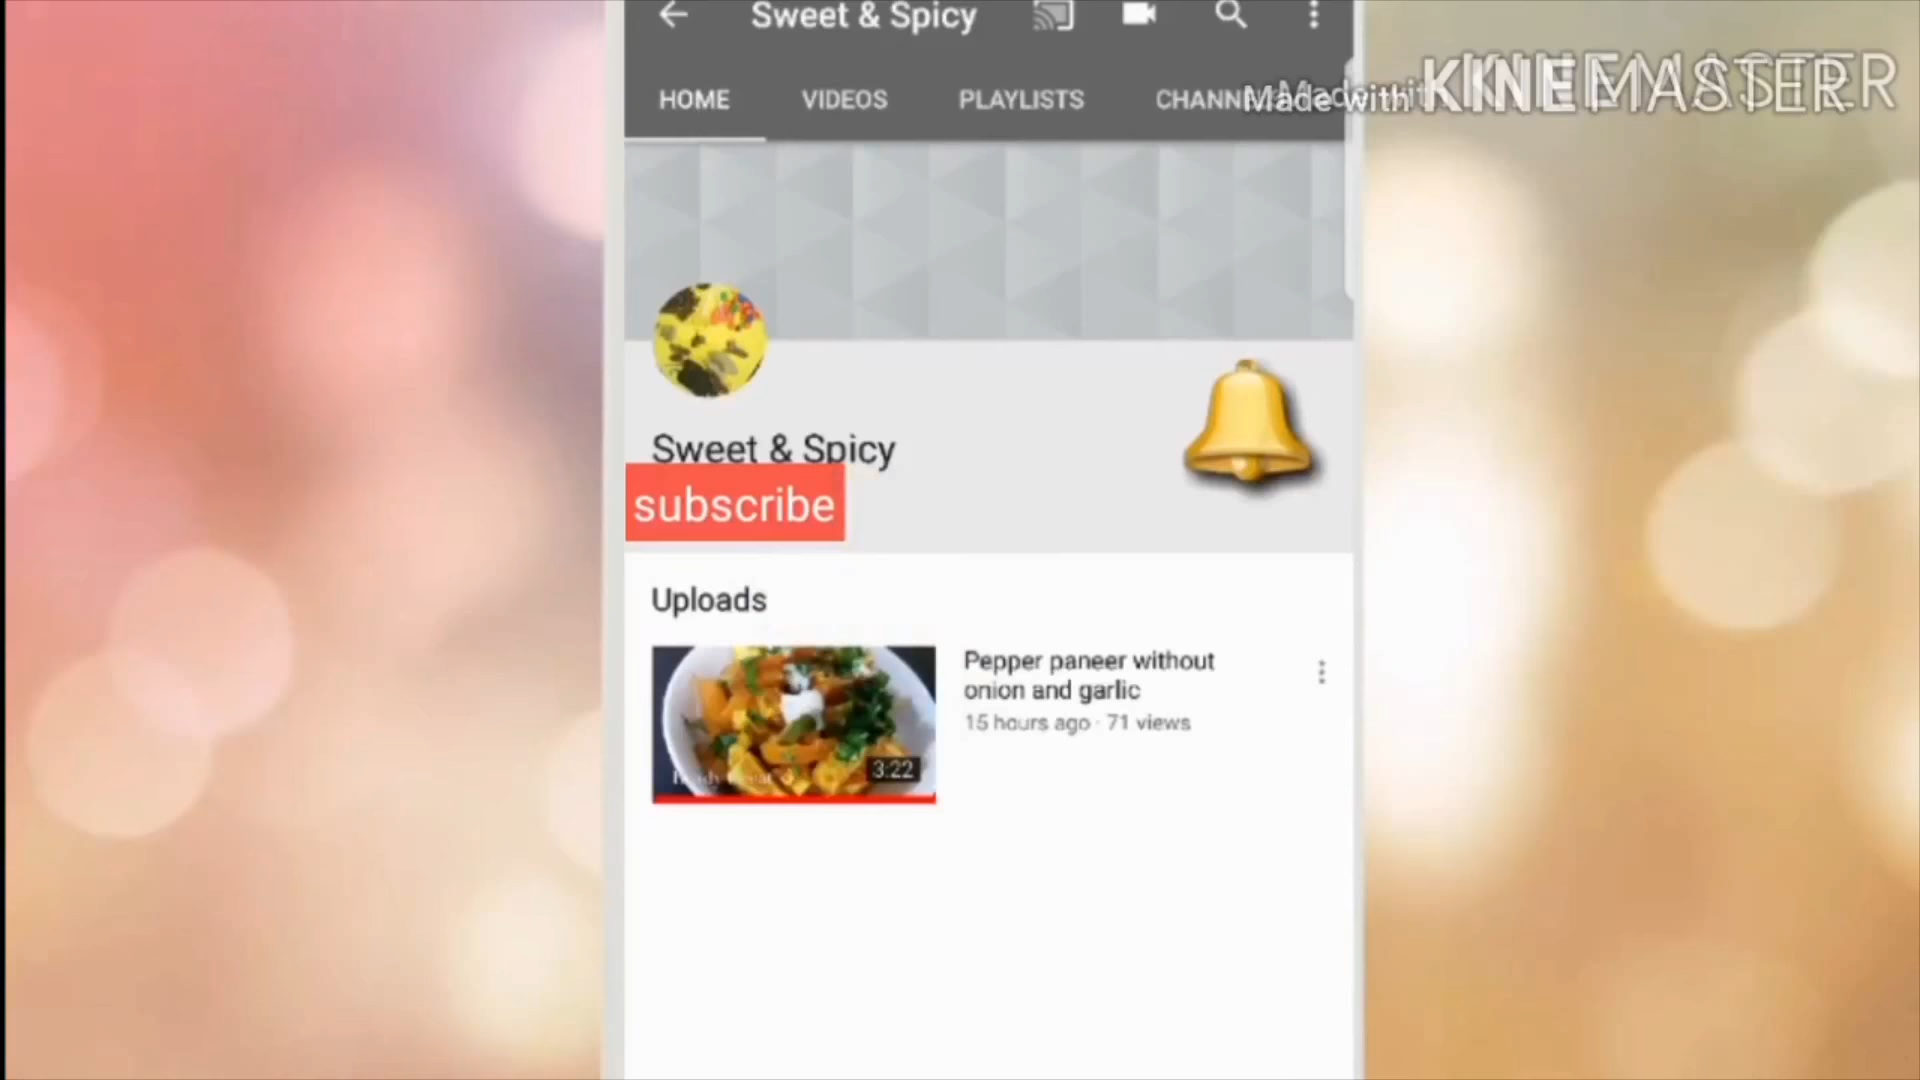 Sweet & Spicy
HOME VIDEOS PLAYLISTS
Made with KINEMASTER
Sweet & Spicy
subscribe
Uploads
Pepper paneer without
onion and garlic
15 hours ago · 71 views
3:22